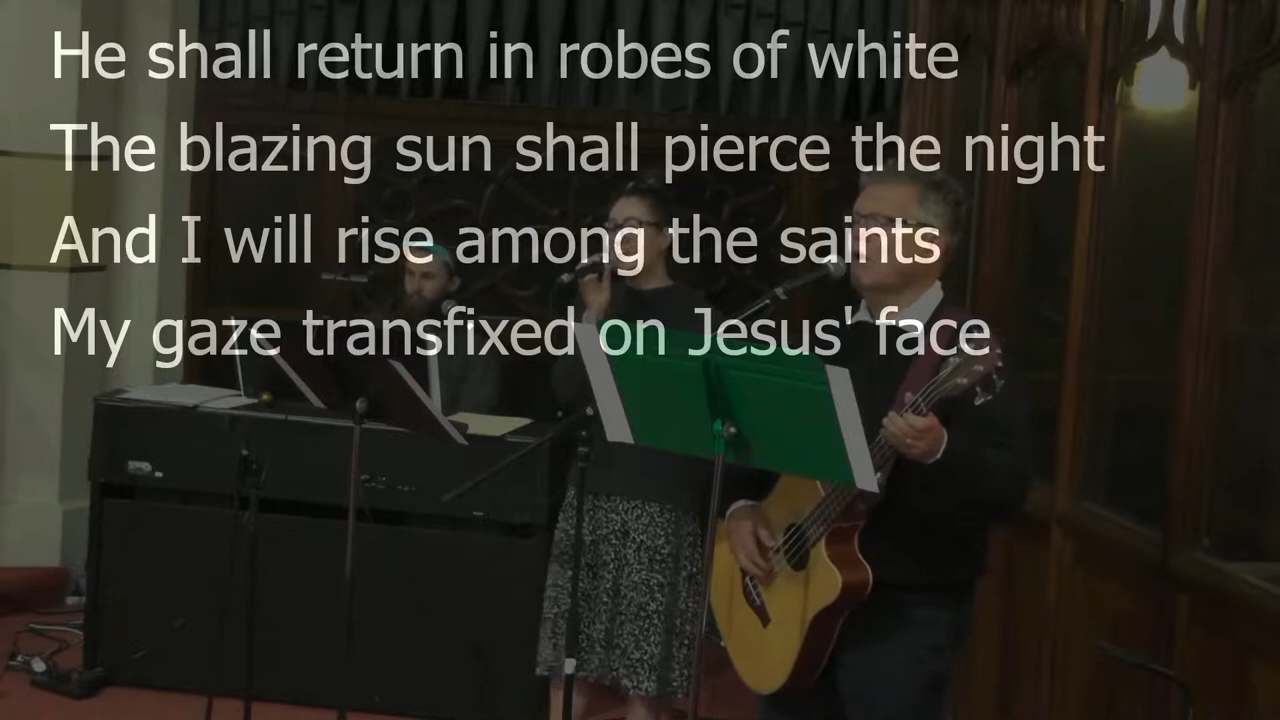 He shall return in robes of white
The blazing sun shall pierce the night
And I will rise among the saints
My gaze transfixed on Jesus' face